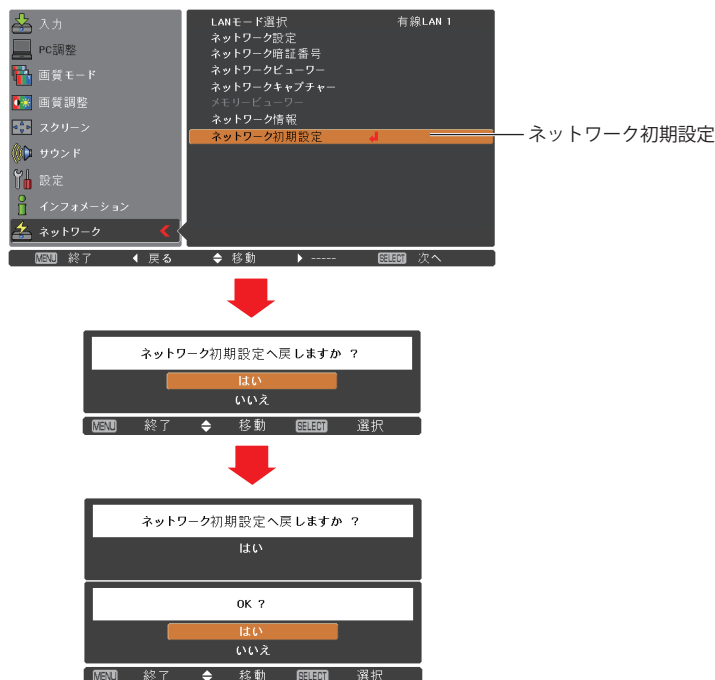 入力
PC調整
画質モード
画質調整
スクリーン
サウンド
設定
インフォメーション
ネットワーク
LANモード選択 有線LAN 1
ネットワーク設定
ネットワーク暗証番号
ネットワークビューワー
ネットワークキャプチャー
メモリービューワー
ネットワーク情報
ネットワーク初期設定
ネットワーク初期設定
MENU 終了 戻る 移動 ----- SELECT 次へ
ネットワーク初期設定へ戻しますか ?
はい
いいえ
MENU 終了 移動 SELECT 選択
ネットワーク初期設定へ戻しますか ?
はい
OK ?
はい
いいえ
MENU 終了 移動 SELECT 選択